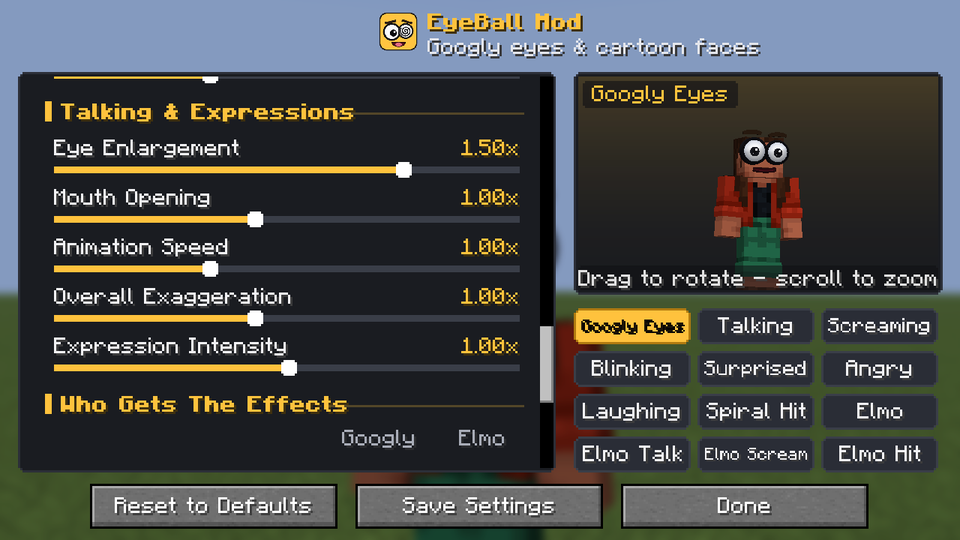 EyeBall Mod
Googly eyes & cartoon faces
Talking & Expressions
Eye Enlargement 1.50x
Mouth Opening 1.00x
Animation Speed 1.00x
Overall Exaggeration 1.00x
Expression Intensity 1.00x
Who Gets The Effects
Googly Elmo
Googly Eyes
Drag to rotate - scroll to zoom
Googly Eyes Talking Screaming
Blinking Surprised Angry
Laughing Spiral Hit Elmo
Elmo Talk Elmo Scream Elmo Hit
Reset to Defaults Save Settings Done